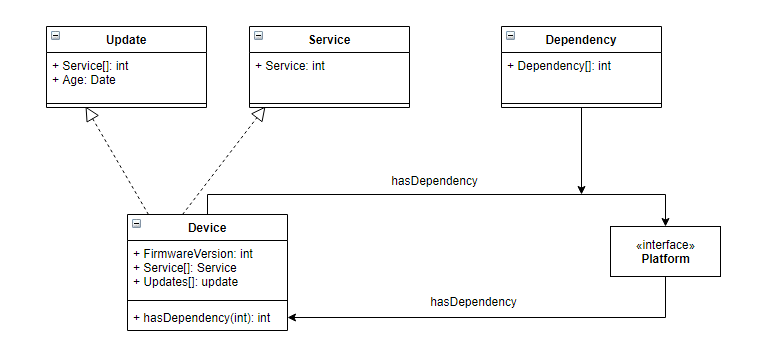 Update
+ Service[]: int
+ Age: Date
Service
+ Service: int
Dependency
+ Dependency[]: int
hasDependency
Device
+ FirmwareVersion: int
+ Service[]: Service
+ Updates[]: update
+ hasDependency(int): int
«interface»
Platform
hasDependency